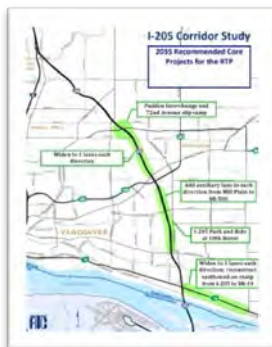 I-205 Corridor Study
2035 Recommended Core
Projects for the RTP
Padden Interchange and
72nd Avenue slip ramp
Widen to 3 lanes each
direction
Add auxiliary lane in each
direction from Mill Plain to
SR-500
I-205 Park and Ride
at 18th Street
VANCOUVER
Widen to 3 lanes each
direction;
southbound on ramp
from I-205 to SR-14
RTC